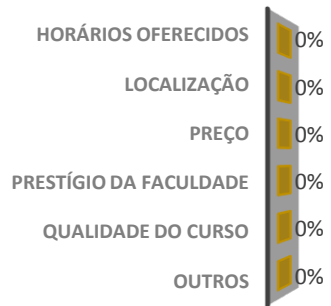 HORÁRIOS OFERECIDOS 0%
LOCALIZAÇÃO 0%
PREÇO 0%
PRESTÍGIO DA FACULDADE 0%
QUALIDADE DO CURSO 0%
OUTROS 0%